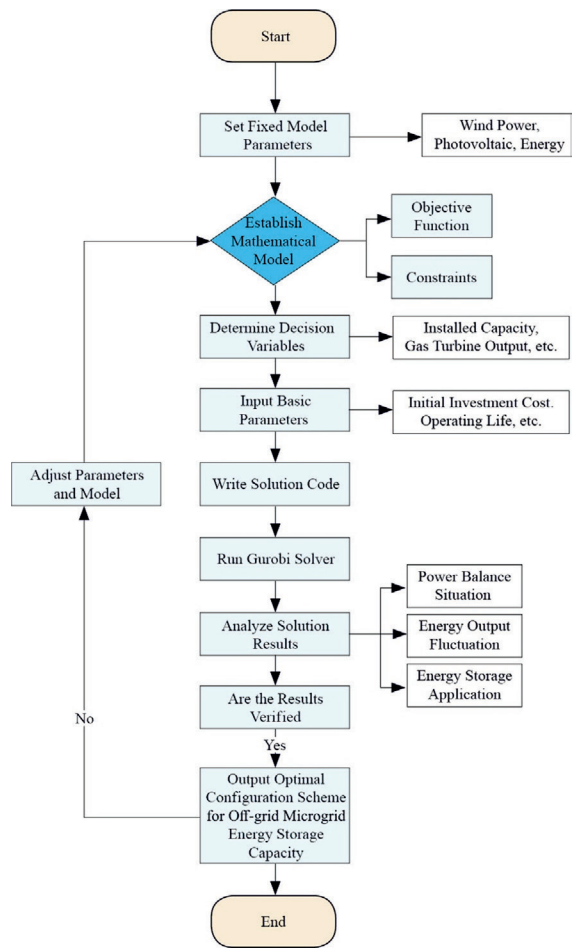 Start
Set Fixed Model
Parameters
Wind Power,
Photovoltaic, Energy
Establish
Mathematical
Model
Objective
Function
Constraints
Determine Decision
Variables
Installed Capacity,
Gas Turbine Output, etc.
Input Basic
Parameters
Initial Investment Cost.
Operating Life, etc.
Adjust Parameters
and Model
Write Solution Code
Run Gurobi Solver
Analyze Solution
Results
Power Balance
Situation
Energy Output
Fluctuation
Energy Storage
Application
Are the Results
Verified
No
Yes
Output Optimal
Configuration Scheme
for Off-grid Microgrid
Energy Storage
Capacity
End